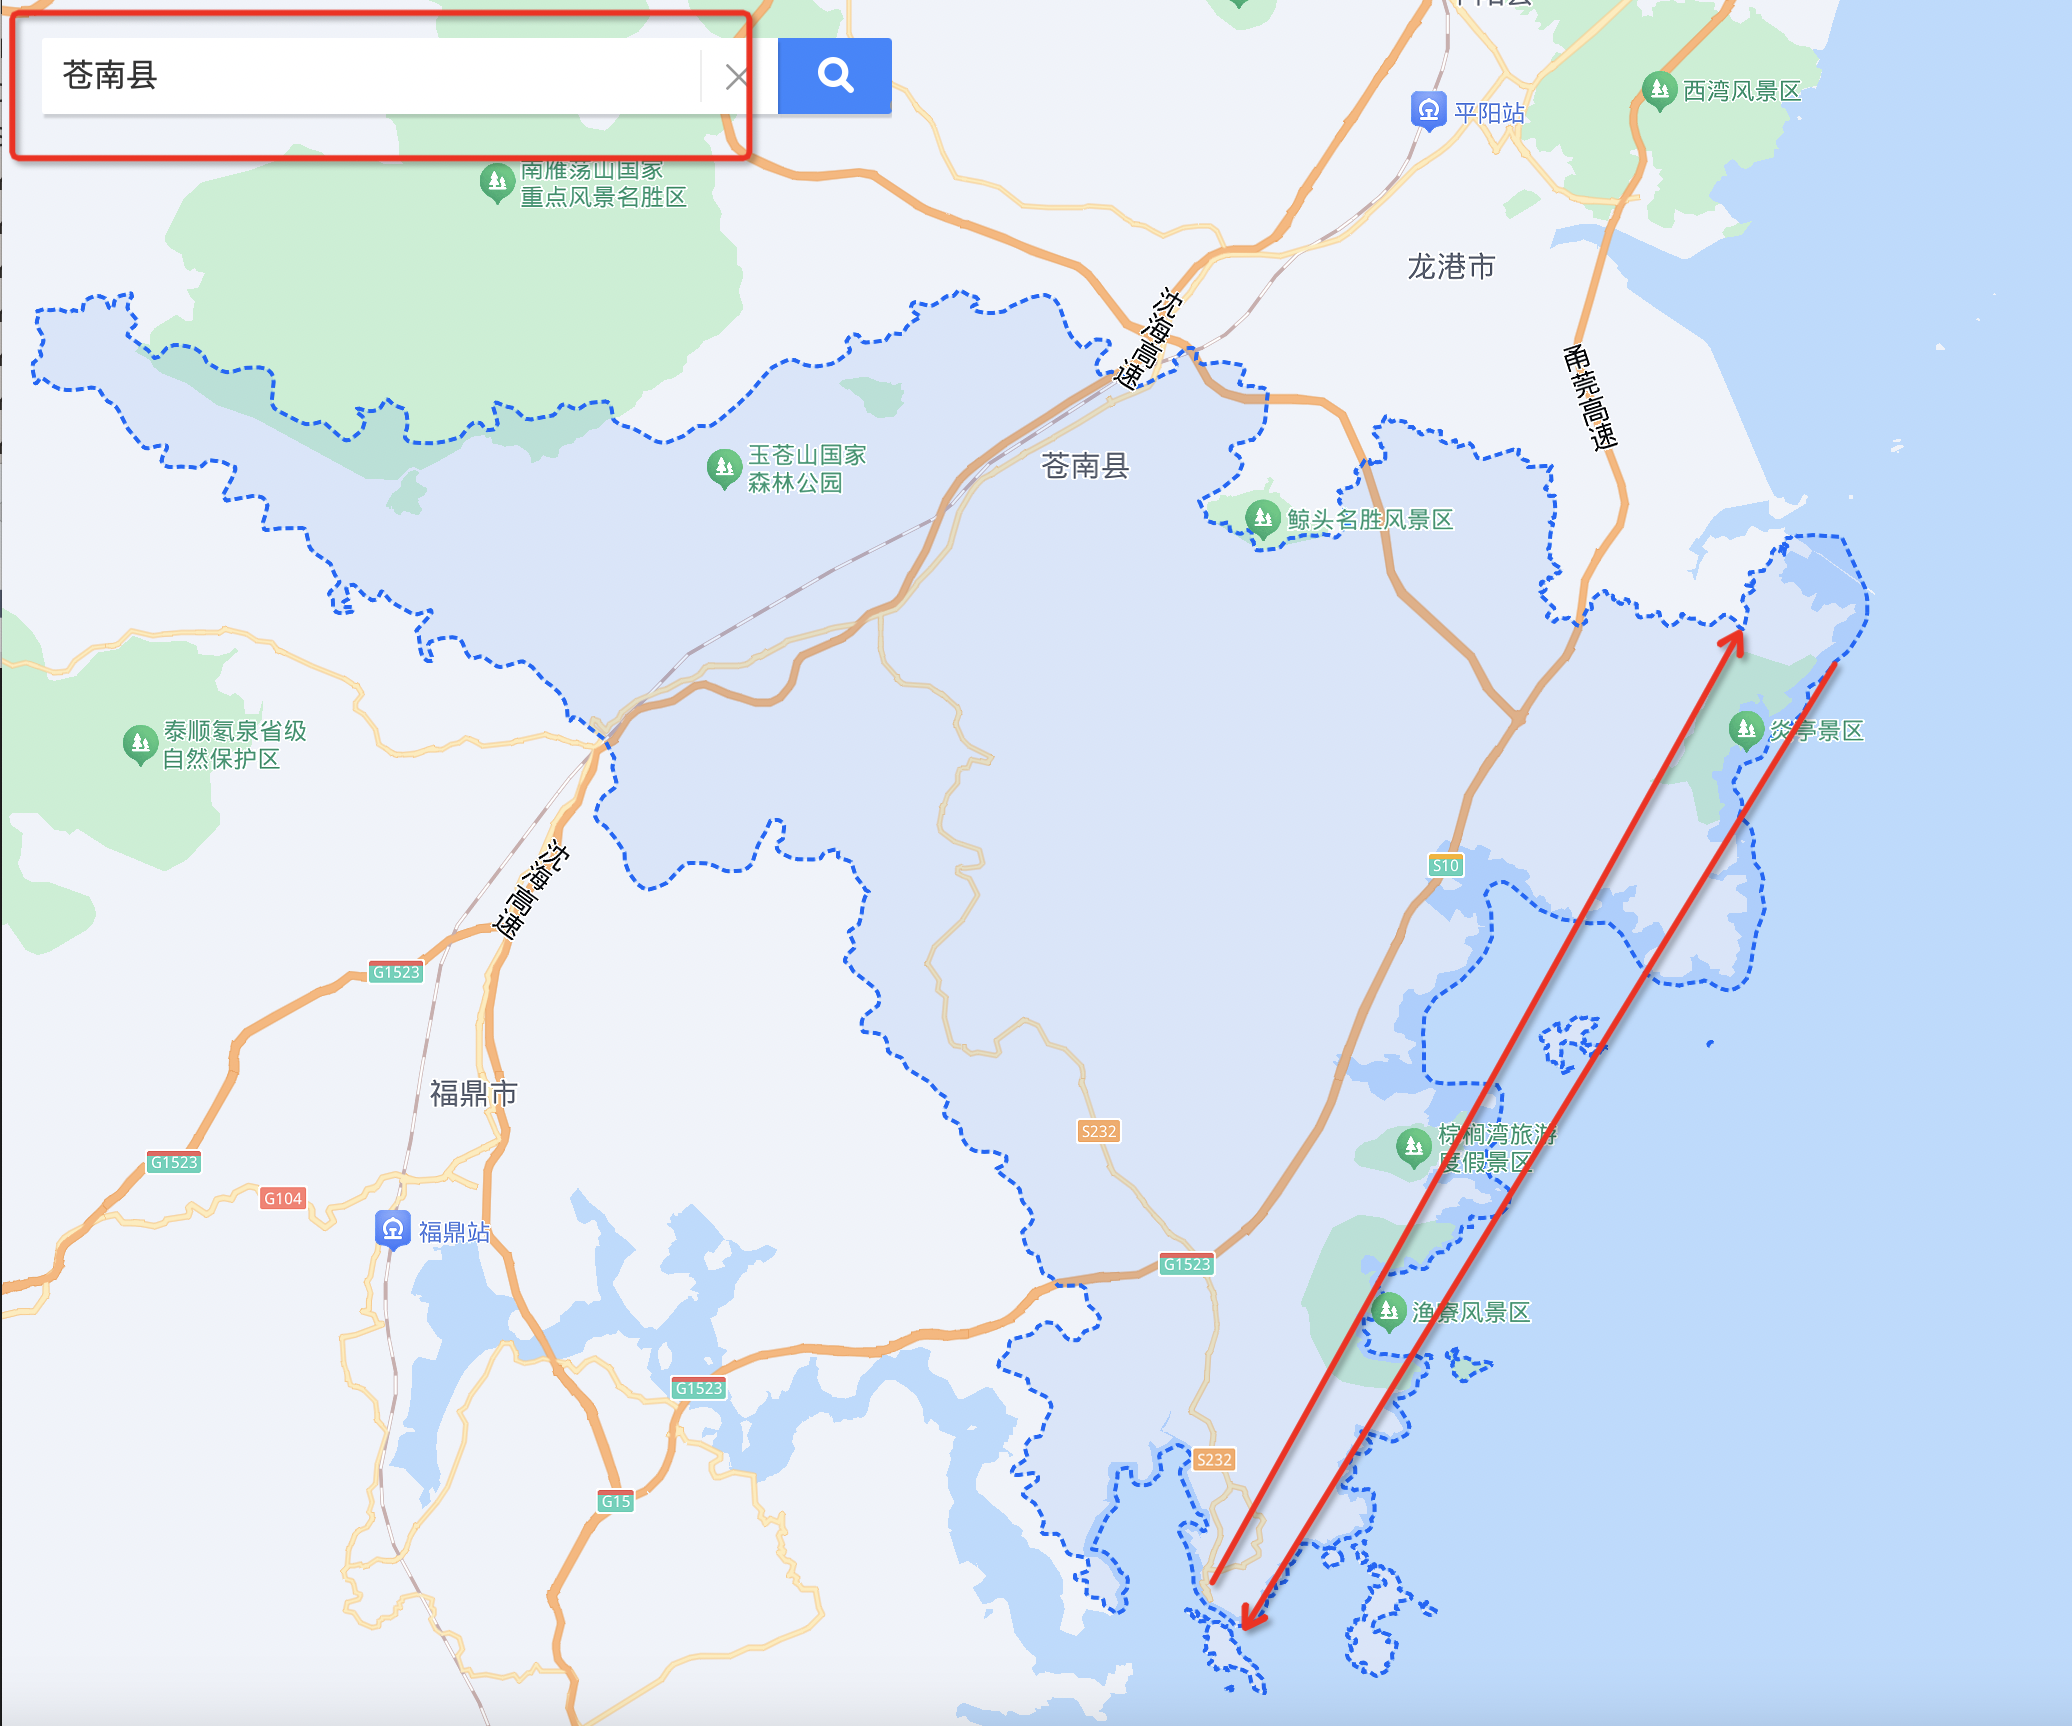 苍南县
平阳站
西湾风景区
南雁荡山国家
重点风景名胜区
龙港市
沈海高速
甬莞高速
玉苍山国家
森林公园
苍南县
鲸头名胜风景区
泰顺氡泉省级
自然保护区
炎亭景区
沈海高速
S10
G1523
福鼎市
S232
棕榈湾旅游
度假景区
G1523
G104
福鼎站
G1523
渔寮风景区
G1523
S232
G15